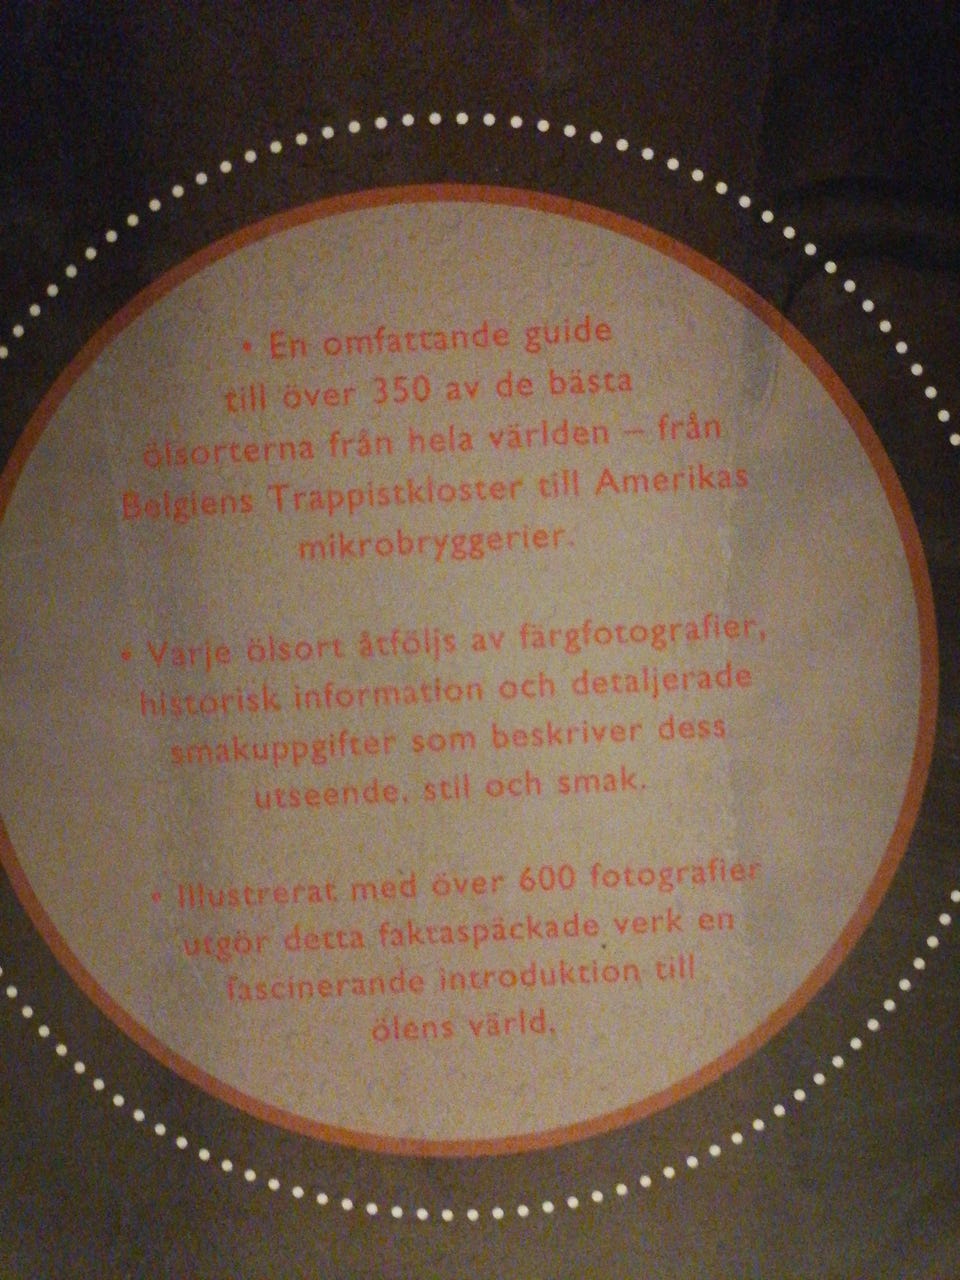 • En omfattande guide
till över 350 av de bästa
ölsorterna från hela världen – från
Belgiens Trappistkloster till Amerikas
mikrobryggerier.
• Varje ölsort åtföljs av färgfotografier,
historisk information och detaljerade
smakuppgifter som beskriver dess
utseende, stil och smak.
• Illustrerat med över 600 fotografier
utgör detta faktaspäckade verk en
fascinerande introduktion till
ölens värld.